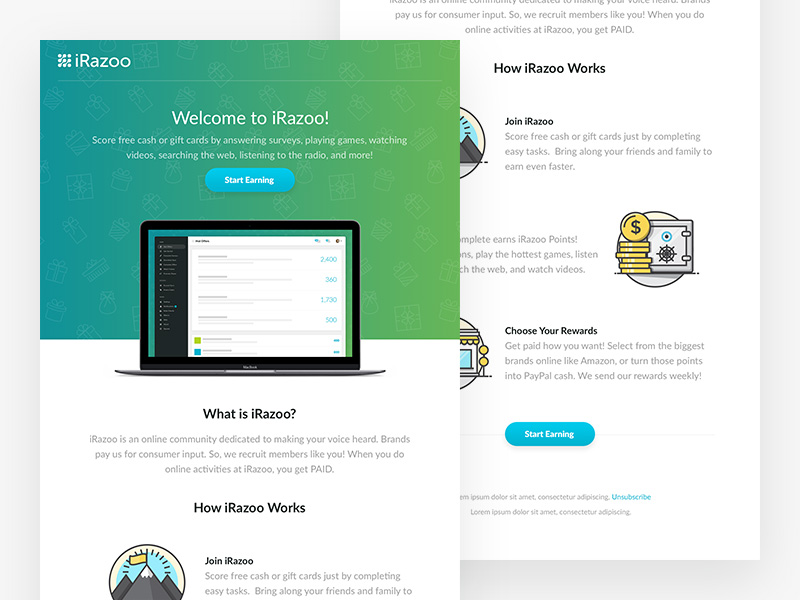 iRazoo
Welcome to iRazoo!
Score free cash or gift cards by answering surveys, playing games, watching
videos, searching the web, listening to the radio, and more!
Start Earning
2,400
360
1,730
500
MacBook
What is iRazoo?
iRazoo is an online community dedicated to making your voice heard. Brands
pay us for consumer input. So, we recruit members like you! When you do
online activities at iRazoo, you get PAID.
How iRazoo Works
Join iRazoo
Score free cash or gift cards just by completing
easy tasks. Bring along your friends and family to
iRazoo is an online community dedicated to making your voice heard. Brands
pay us for consumer input. So, we recruit members like you! When you do
online activities at iRazoo, you get PAID.
How iRazoo Works
Join iRazoo
Score free cash or gift cards just by completing
easy tasks. Bring along your friends and family to
earn even faster.
$
omplete earns iRazoo Points!
ons, play the hottest games, listen
ch the web, and watch videos.
Choose Your Rewards
Get paid how you want! Select from the biggest
brands online like Amazon, or turn those points
into PayPal cash. We send our rewards weekly!
Start Earning
em ipsum dolor sit amet, consectetur adipiscing, Unsubscribe
Lorem ipsum dolor sit amet, consectetur adipiscing.